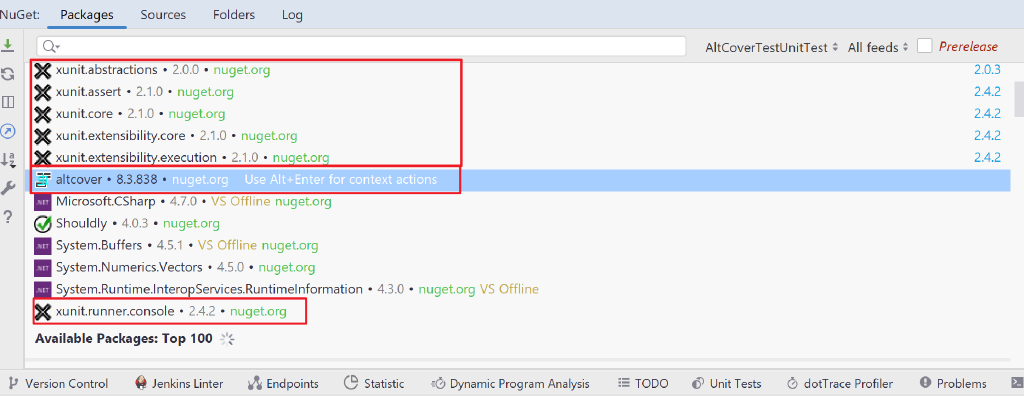 NuGet: Packages Sources Folders Log
AltCoverTestUnitTest All feeds Prerelease
xunit.abstractions • 2.0.0 • nuget.org 2.0.3
xunit.assert • 2.1.0 • nuget.org 2.4.2
xunit.core • 2.1.0 • nuget.org 2.4.2
xunit.extensibility.core • 2.1.0 • nuget.org 2.4.2
xunit.extensibility.execution • 2.1.0 • nuget.org 2.4.2
altcover • 8.3.838 • nuget.org Use Alt+Enter for context actions
.NET Microsoft.CSharp • 4.7.0 • VS Offline nuget.org
Shouldly • 4.0.3 • nuget.org
.NET System.Buffers • 4.5.1 • VS Offline nuget.org
.NET System.Numerics.Vectors • 4.5.0 • nuget.org
.NET System.Runtime.InteropServices.RuntimeInformation • 4.3.0 • nuget.org VS Offline
xunit.runner.console • 2.4.2 • nuget.org
Available Packages: Top 100
Version Control Jenkins Linter Endpoints Statistic Dynamic Program Analysis TODO Unit Tests dotTrace Profiler Problems